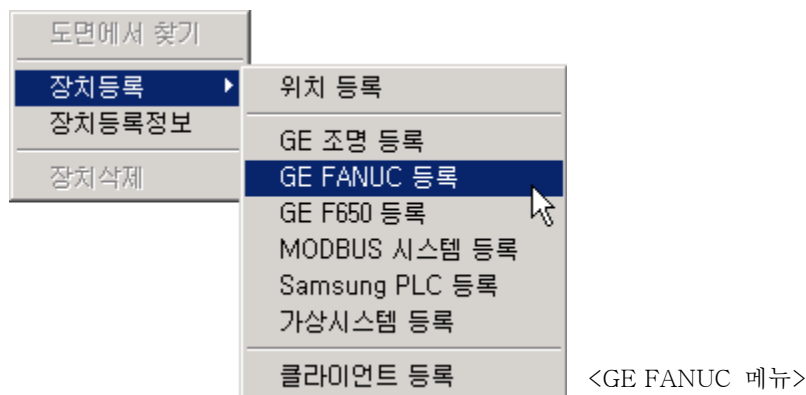 도면에서 찾기
장치등록
장치등록정보
장치삭제
위치 등록
GE 조명 등록
GE FANUC 등록
GE F650 등록
MODBUS 시스템 등록
Samsung PLC 등록
가상시스템 등록
클라이언트 등록
<GE FANUC 메뉴>